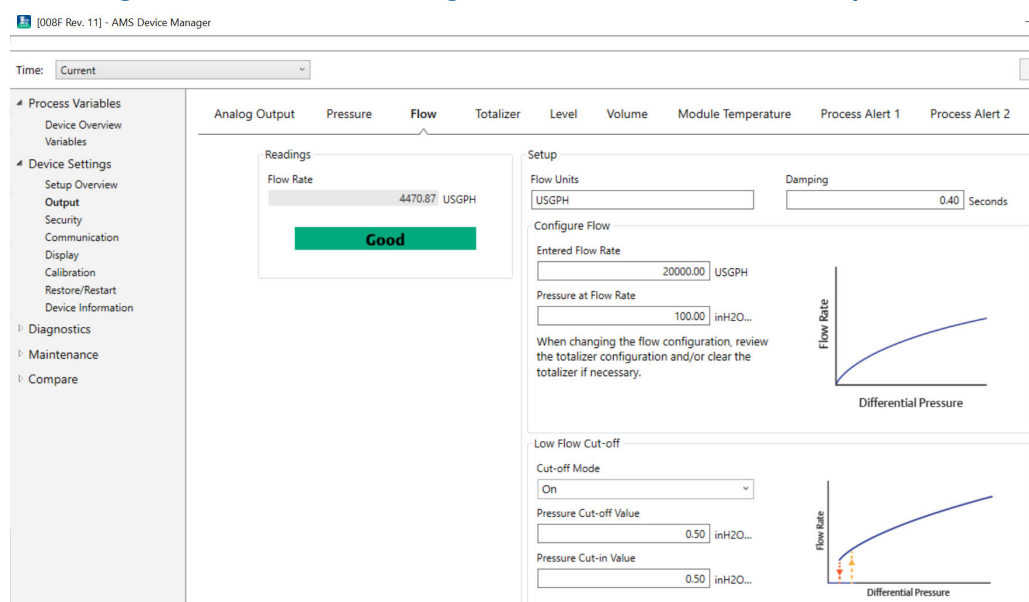 [008F Rev. 11] - AMS Device Manager
Time: Current
Process Variables
Device Overview
Variables
Device Settings
Setup Overview
Output
Security
Communication
Display
Calibration
Restore/Restart
Device Information
Diagnostics
Maintenance
Compare
Analog Output Pressure Flow Totalizer Level Volume Module Temperature Process Alert 1 Process Alert 2
Readings
Flow Rate
4470.87 USGPH
Good
Setup
Flow Units
USGPH
Damping
0.40 Seconds
Configure Flow
Entered Flow Rate
20000.00 USGPH
Pressure at Flow Rate
100.00 inH2O...
When changing the flow configuration, review
the totalizer configuration and/or clear the
totalizer if necessary.
Flow Rate
Differential Pressure
Low Flow Cut-off
Cut-off Mode
On
Pressure Cut-off Value
0.50 inH2O...
Pressure Cut-in Value
0.50 inH2O...
Flow Rate
Differential Pressure